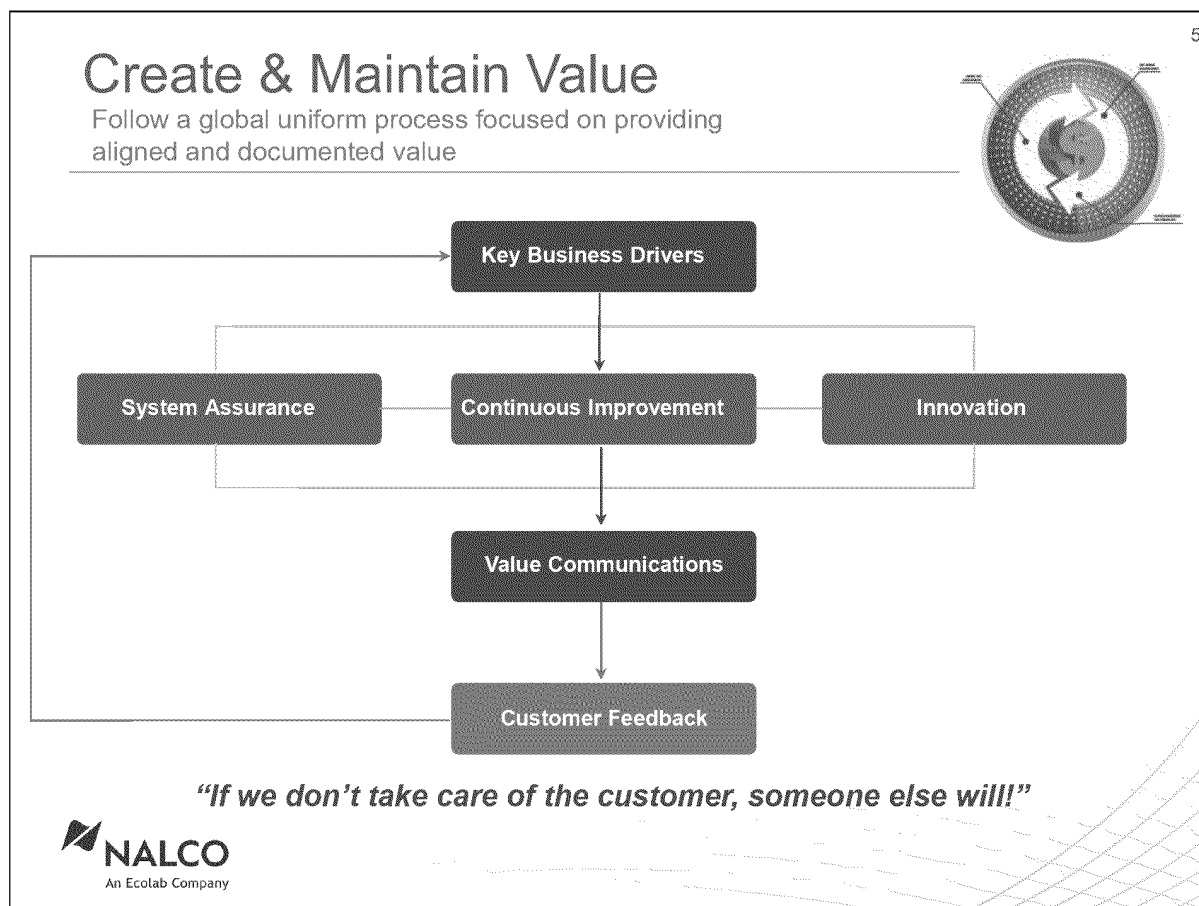 5
Create & Maintain Value
Follow a global uniform process focused on providing
aligned and documented value
Key Business Drivers
System Assurance
Continuous Improvement
Innovation
Value Communications
Customer Feedback
“If we don’t take care of the customer, someone else will!”
NALCO
An Ecolab Company